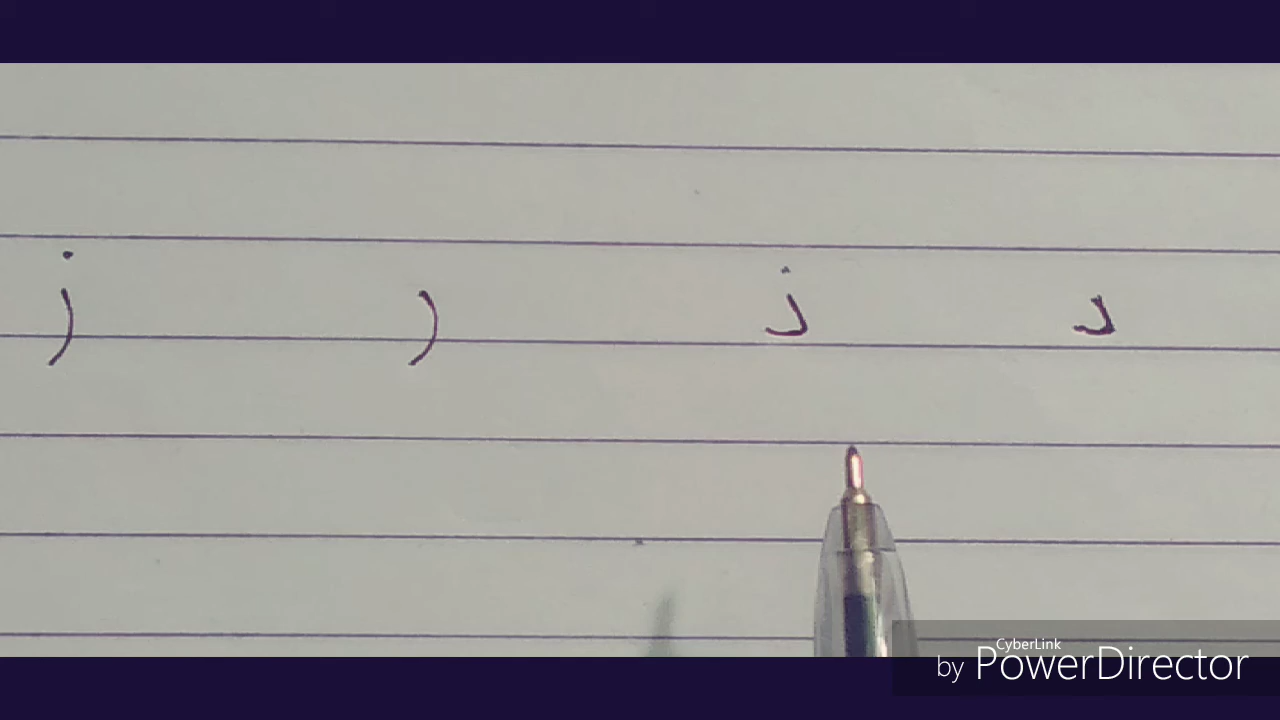 د ذ ر ز
CyberLink
by PowerDirector